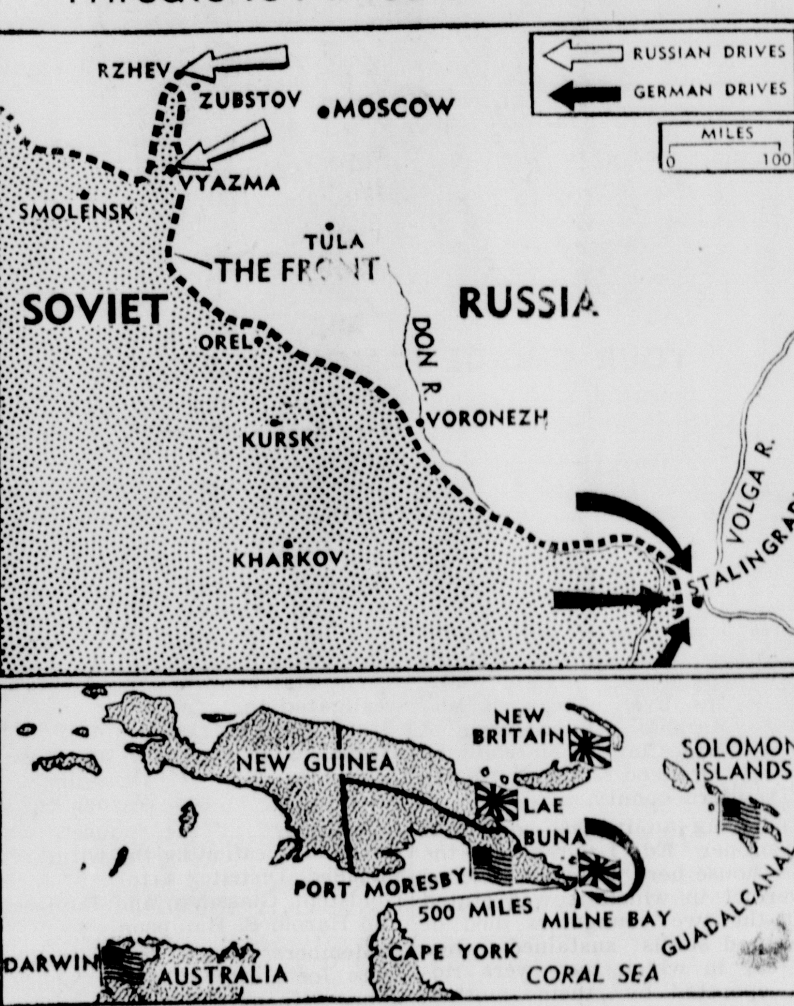 RZHEV
ZUBSTOV
MOSCOW
RUSSIAN DRIVES
GERMAN DRIVES
MILES
0 100
VYAZMA
SMOLENSK
TULA
THE FRONT
SOVIET
RUSSIA
OREL
DON R.
KURSK
VORONEZH
VOLGA R.
KHARKOV
STALINGRAD
NEW
BRITAIN
SOLOMON
ISLANDS
NEW GUINEA
LAE
BUNA
PORT MORESBY
500 MILES
MILNE BAY
GUADALCANAL
DARWIN
AUSTRALIA
CAPE YORK
CORAL SEA